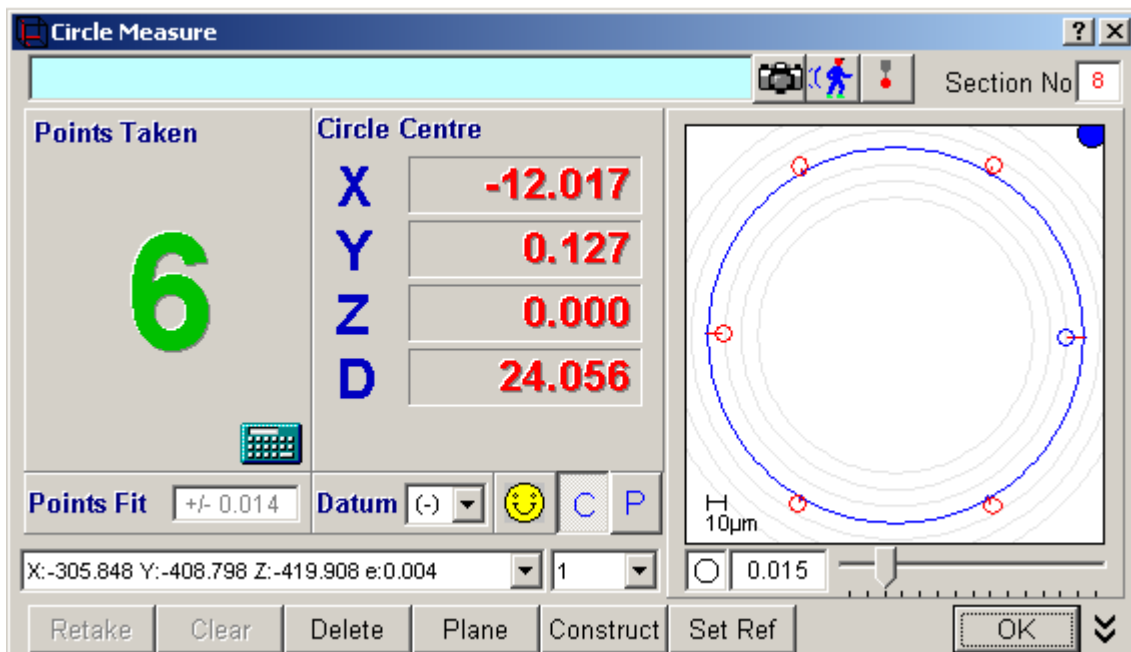 Circle Measure
Section No 8
Points Taken
6
Circle Centre
X -12.017
Y 0.127
Z 0.000
D 24.056
10µm
Points Fit +/- 0.014
Datum (-)
C P
X:-305.848 Y:-408.798 Z:-419.908 e:0.004
1
0.015
Retake Clear Delete Plane Construct Set Ref OK